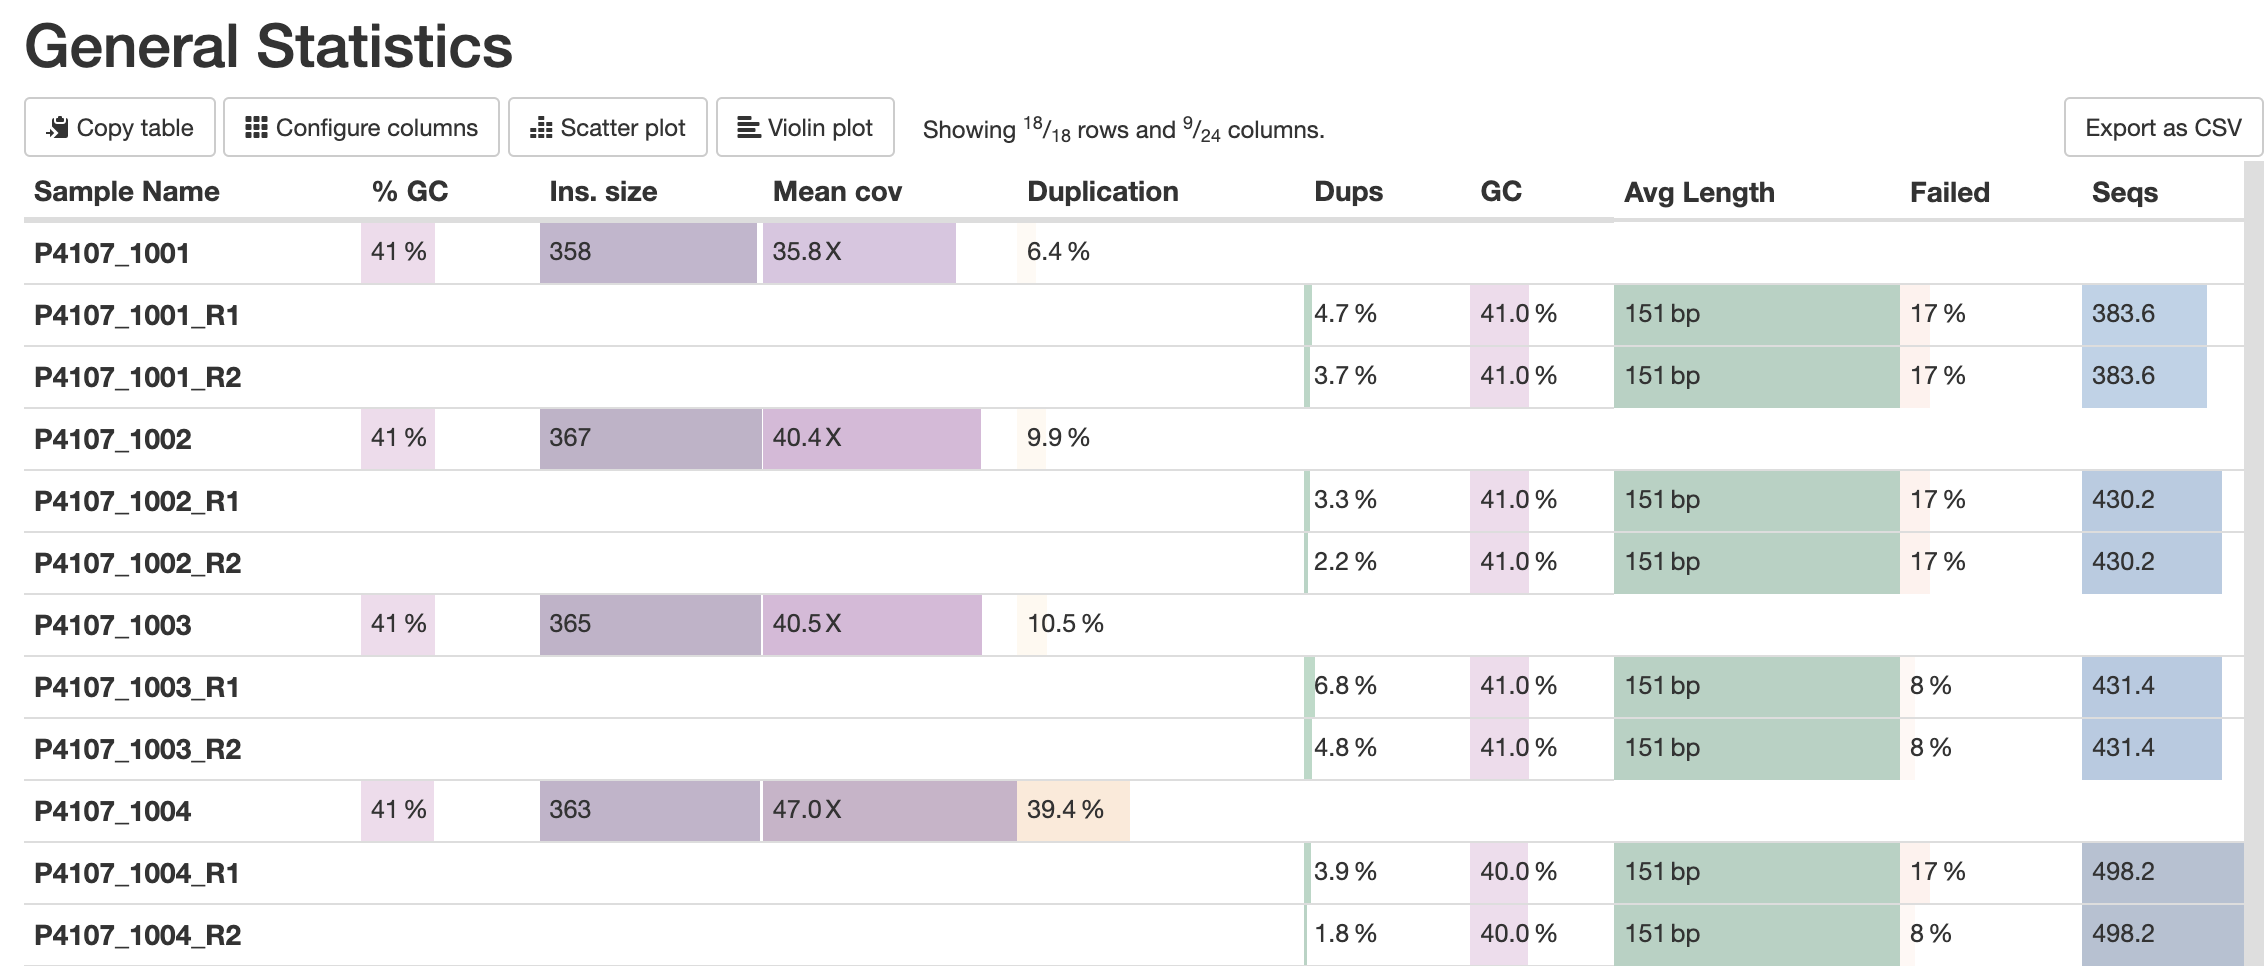 General Statistics
Copy table Configure columns Scatter plot Violin plot Showing 18/18 rows and 9/24 columns. Export as CSV
Sample Name % GC Ins. size Mean cov Duplication Dups GC Avg Length Failed Seqs
P4107_1001 41 % 358 35.8 X 6.4 %
P4107_1001_R1 4.7 % 41.0 % 151 bp 17 % 383.6
P4107_1001_R2 3.7 % 41.0 % 151 bp 17 % 383.6
P4107_1002 41 % 367 40.4 X 9.9 %
P4107_1002_R1 3.3 % 41.0 % 151 bp 17 % 430.2
P4107_1002_R2 2.2 % 41.0 % 151 bp 17 % 430.2
P4107_1003 41 % 365 40.5 X 10.5 %
P4107_1003_R1 6.8 % 41.0 % 151 bp 8 % 431.4
P4107_1003_R2 4.8 % 41.0 % 151 bp 8 % 431.4
P4107_1004 41 % 363 47.0 X 39.4 %
P4107_1004_R1 3.9 % 40.0 % 151 bp 17 % 498.2
P4107_1004_R2 1.8 % 40.0 % 151 bp 8 % 498.2